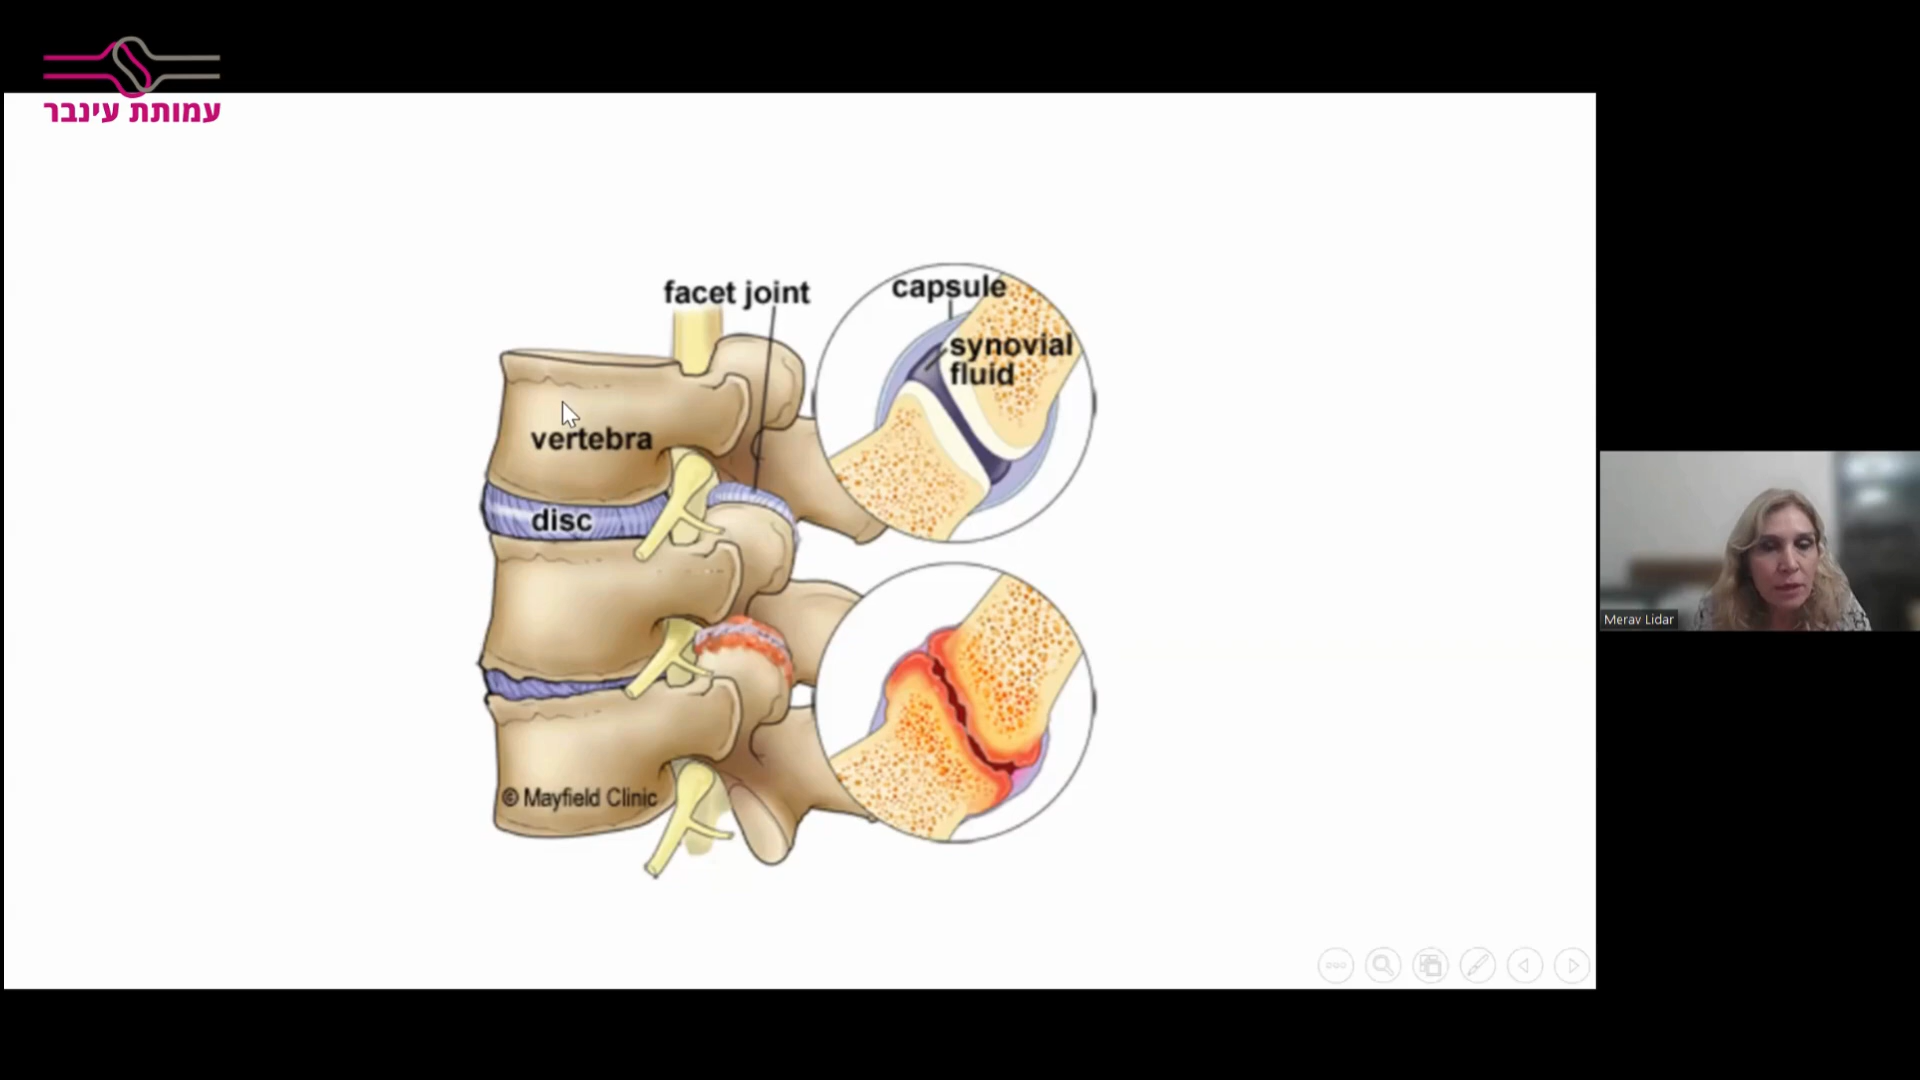 עמותת עינבר
facet joint
capsule
synovial
fluid
vertebra
disc
© Mayfield Clinic
Merav Lidar